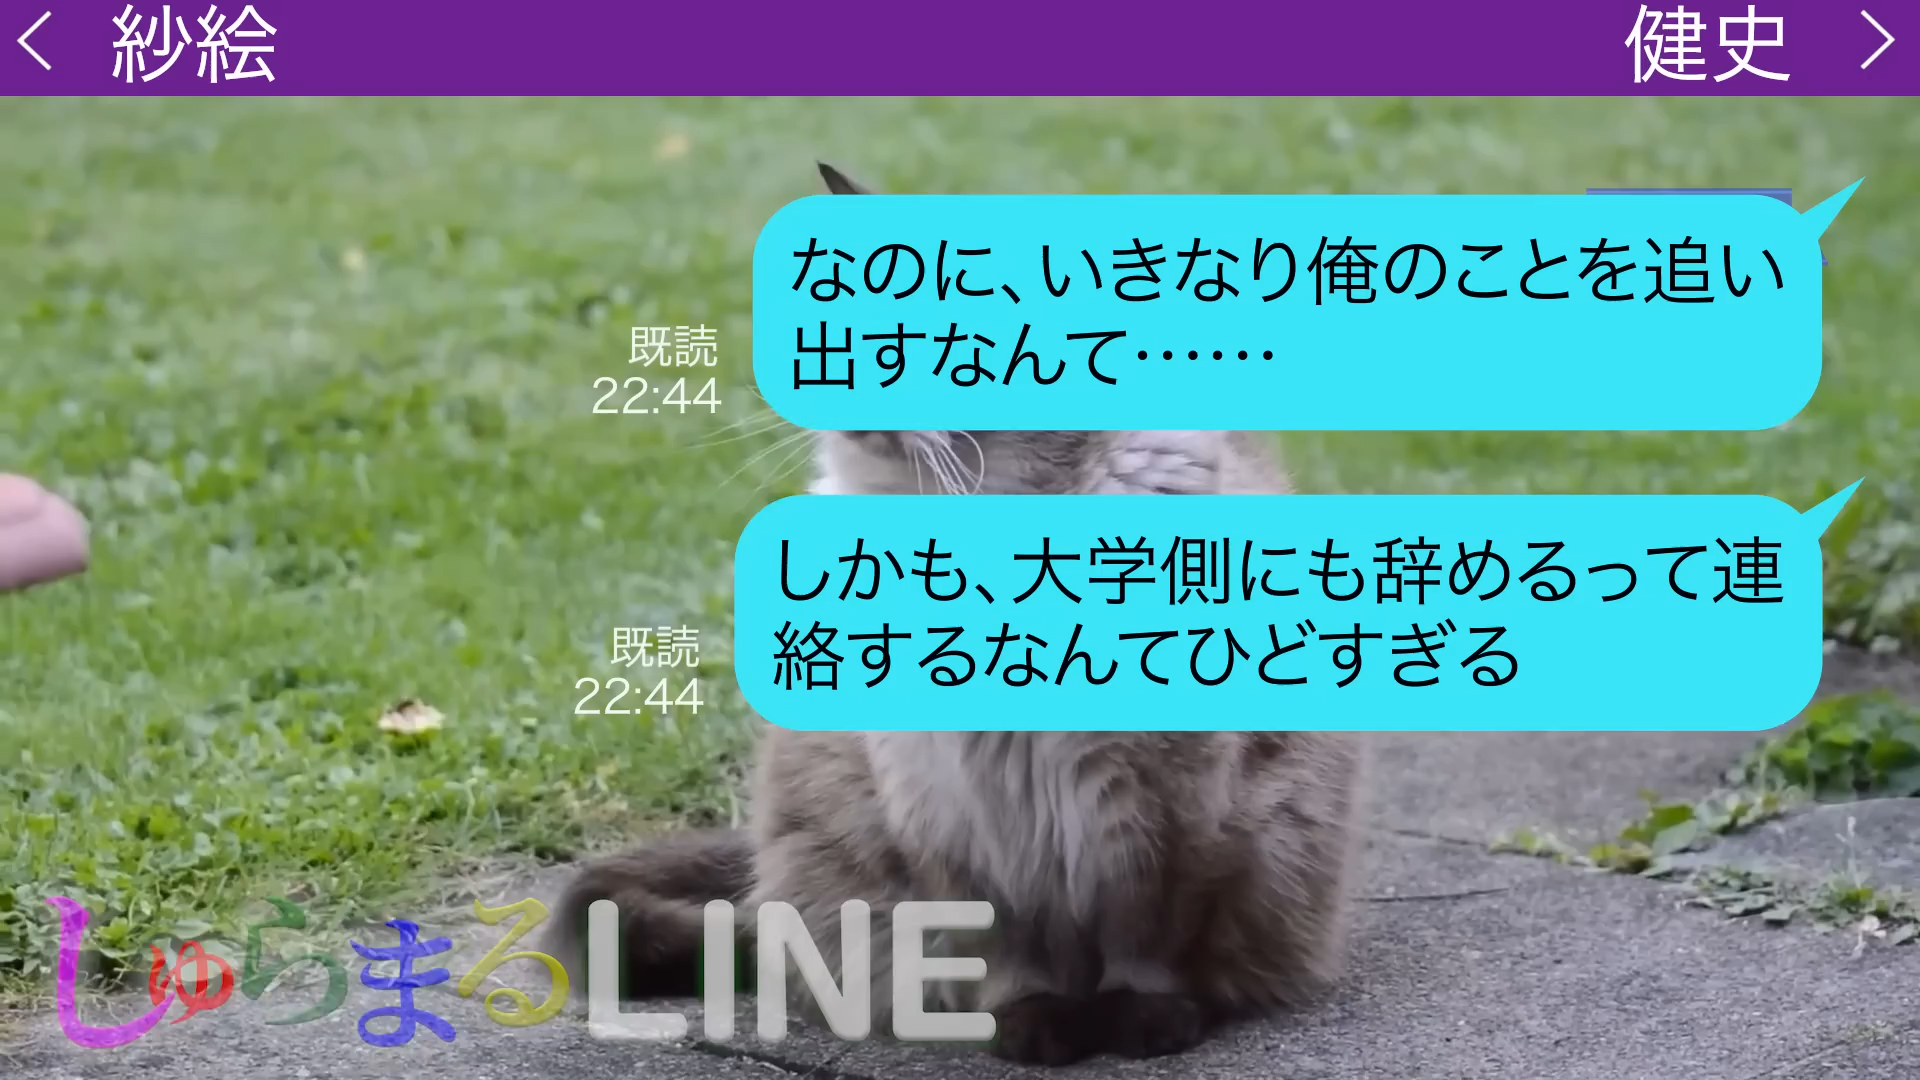 紗絵
健史
なのに、いきなり俺のことを追い
出すなんて……
既読
22:44
しかも、大学側にも辞めるって連
絡するなんてひどすぎる
既読
22:44
しゅらまるLINE